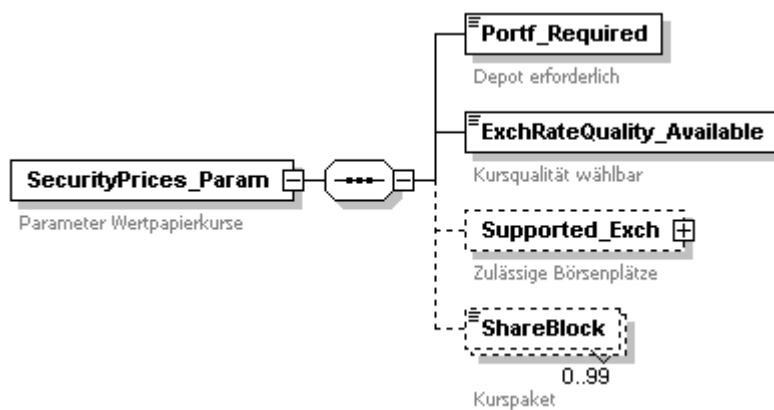 Portf_Required
Depot erforderlich
ExchRateQuality_Available
Kursqualität wählbar
SecurityPrices_Param
Parameter Wertpapierkurse
Supported_Exch
Zulässige Börsenplätze
ShareBlock
0..99
Kurspaket